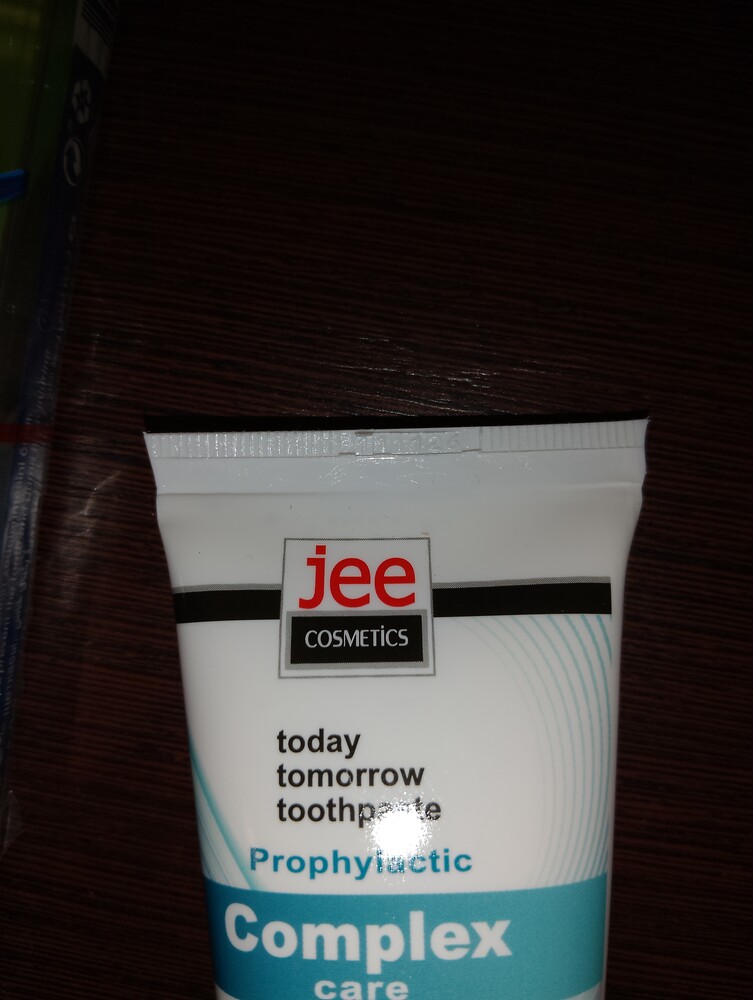 jee
COSMETICS
today
tomorrow
toothpaste
Prophylactic
Complex
care